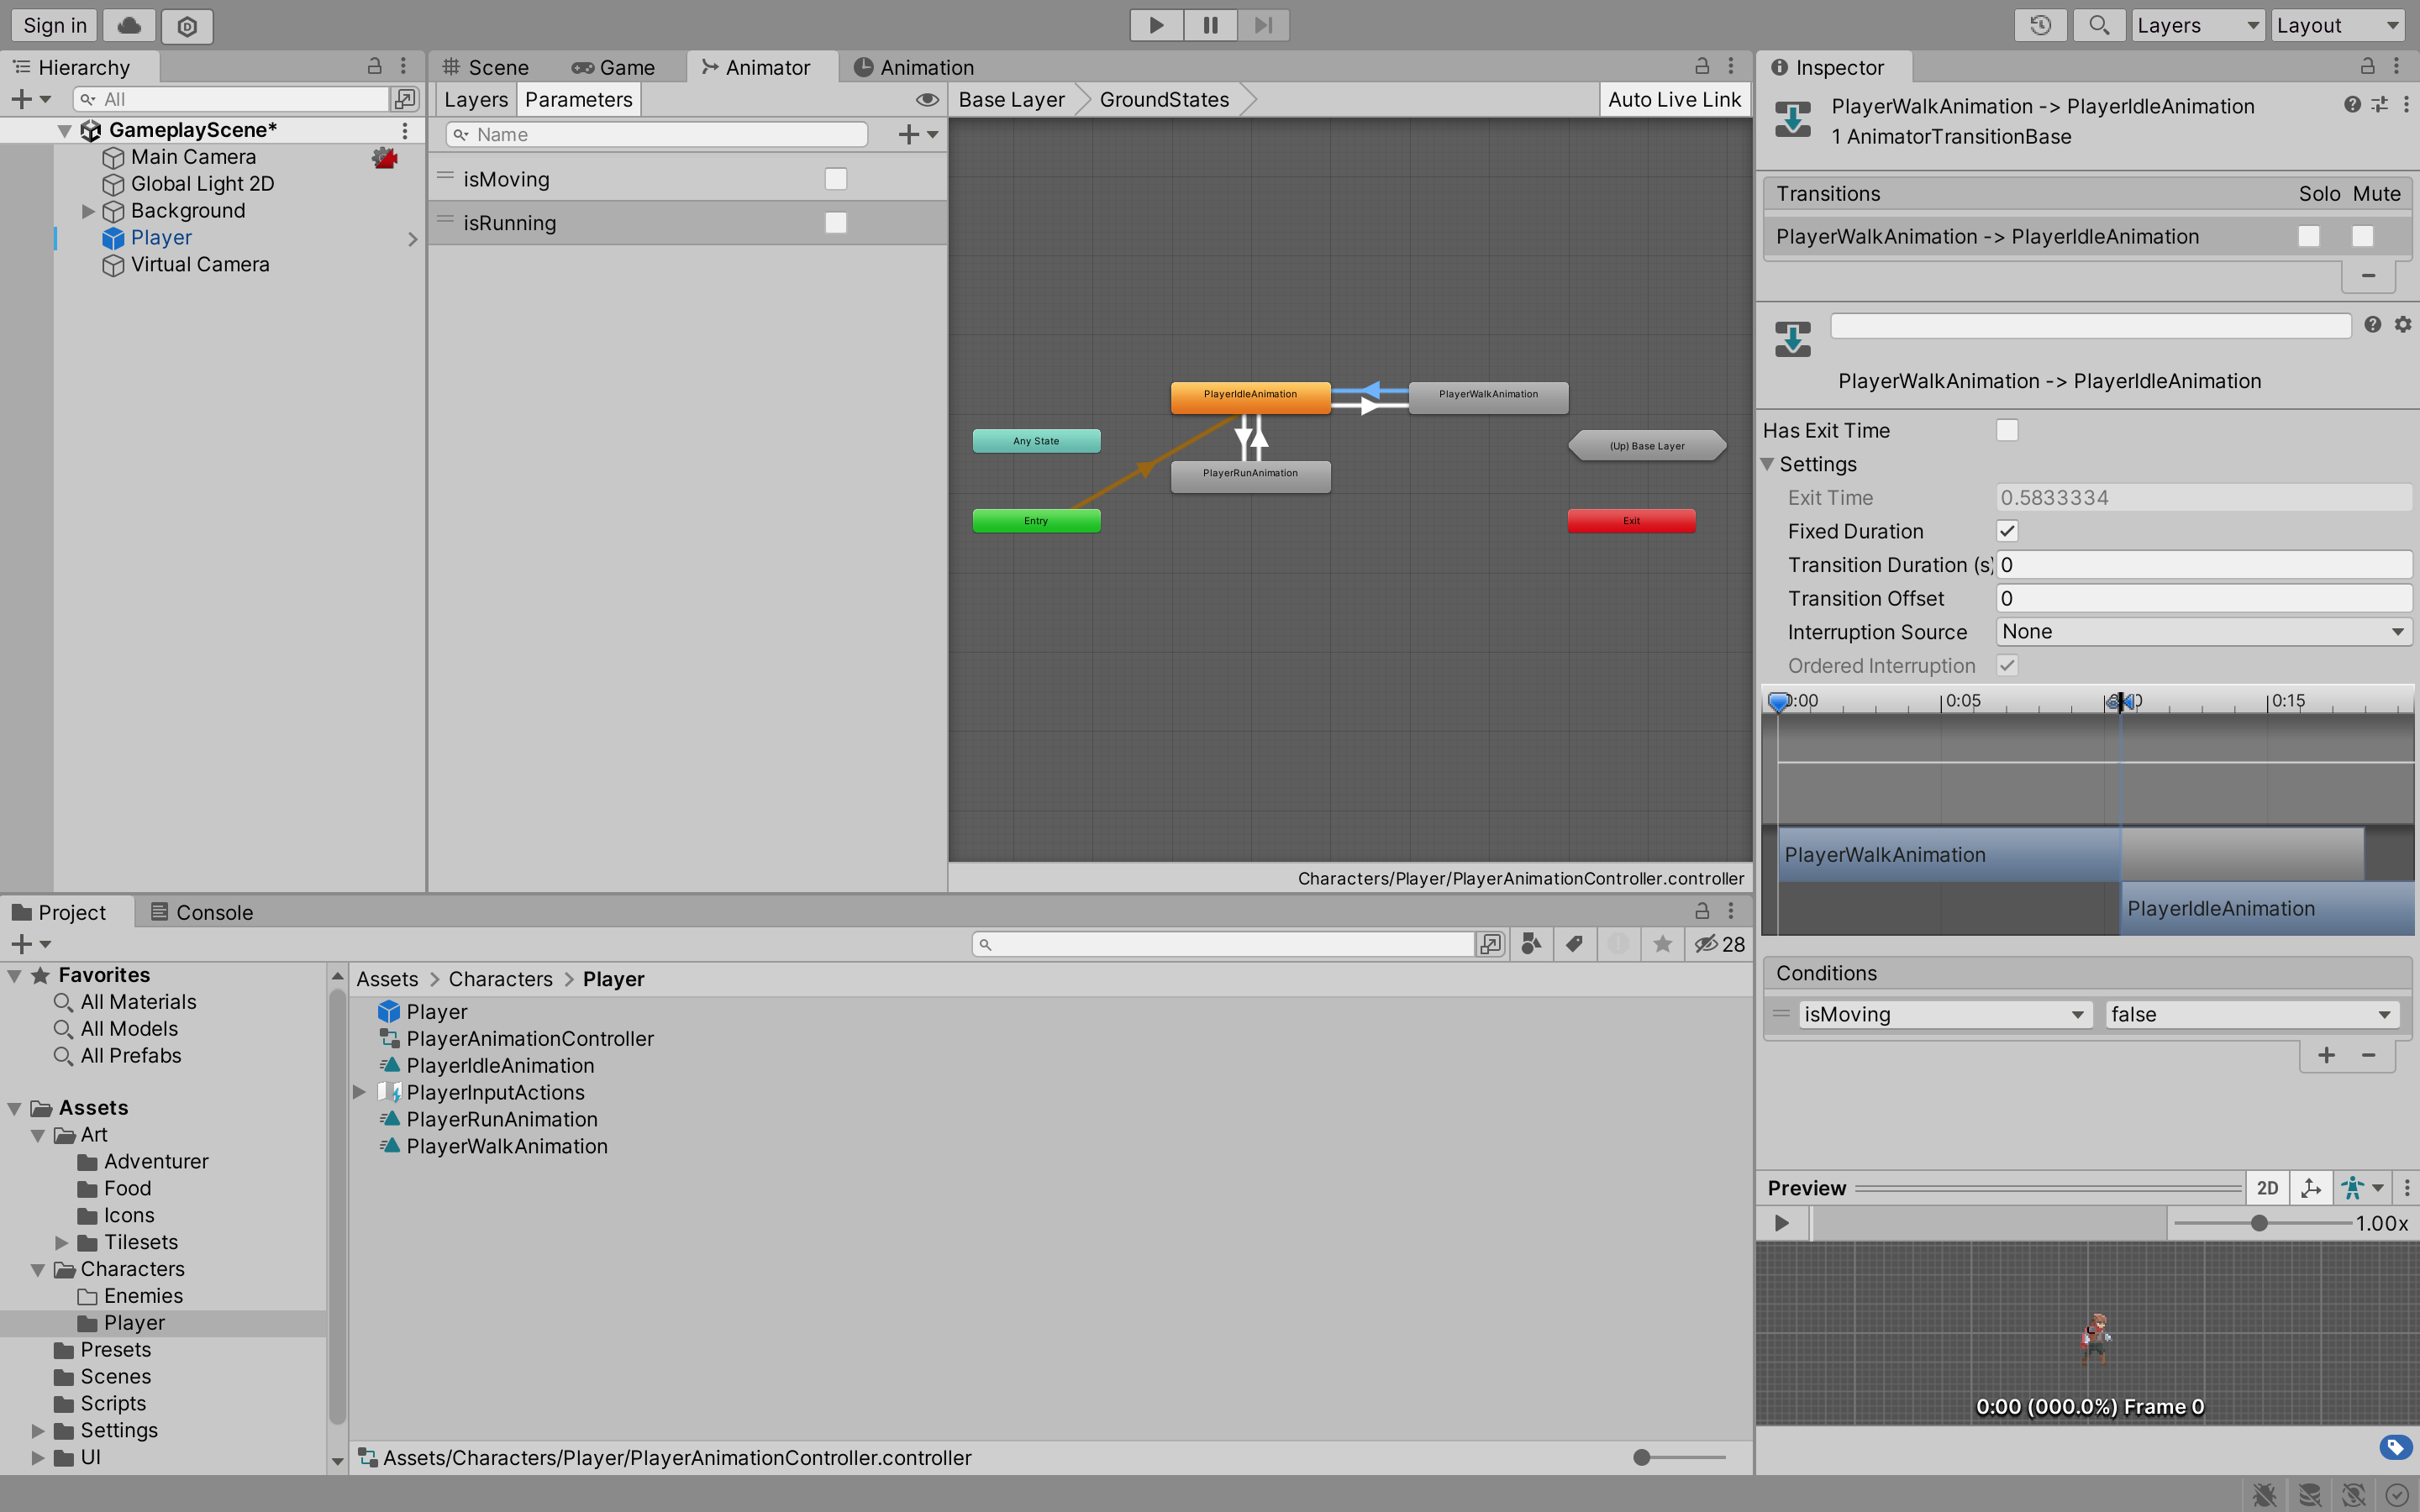 Sign in
Layers
Layout
Hierarchy
All
GameplayScene*
Main Camera
Global Light 2D
Background
Player
Virtual Camera
Scene
Game
Animator
Animation
Layers
Parameters
Base Layer
GroundStates
Auto Live Link
Name
isMoving
isRunning
PlayerIdleAnimation
PlayerWalkAnimation
Any State
(Up) Base Layer
PlayerRunAnimation
Entry
Exit
Characters/Player/PlayerAnimationController.controller
Inspector
PlayerWalkAnimation -> PlayerIdleAnimation
1 AnimatorTransitionBase
Transitions Solo Mute
PlayerWalkAnimation -> PlayerIdleAnimation
PlayerWalkAnimation -> PlayerIdleAnimation
Has Exit Time
Settings
Exit Time 0.5833334
Fixed Duration
Transition Duration (s) 0
Transition Offset 0
Interruption Source None
Ordered Interruption
0:05 0:15
PlayerWalkAnimation
PlayerIdleAnimation
Conditions
isMoving false
Preview 2D
1.00x
0:00 (000.0%) Frame 0
Project
Console
28
Favorites
All Materials
All Models
All Prefabs
Assets
Art
Adventurer
Food
Icons
Tilesets
Characters
Enemies
Player
Presets
Scenes
Scripts
Settings
UI
Assets > Characters > Player
Player
PlayerAnimationController
PlayerIdleAnimation
PlayerInputActions
PlayerRunAnimation
PlayerWalkAnimation
Assets/Characters/Player/PlayerAnimationController.controller